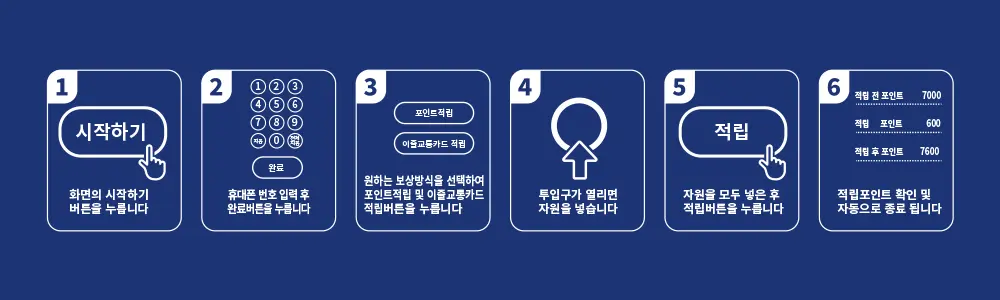 1
시작하기
화면의 시작하기
버튼을 누릅니다
2
1 2 3
4 5 6
7 8 9
지움 0
완료
휴대폰 번호 입력 후
완료버튼을 누릅니다
3
포인트적립
이즐교통카드 적립
원하는 보상방식을 선택하여
포인트적립 및 이즐교통카드
적립버튼을 누릅니다
4
투입구가 열리면
자원을 넣습니다
5
적립
자원을 모두 넣은 후
적립버튼을 누릅니다
6
적립 전 포인트 7000
적립 포인트 600
적립 후 포인트 7600
적립포인트 확인 및
자동으로 종료 됩니다